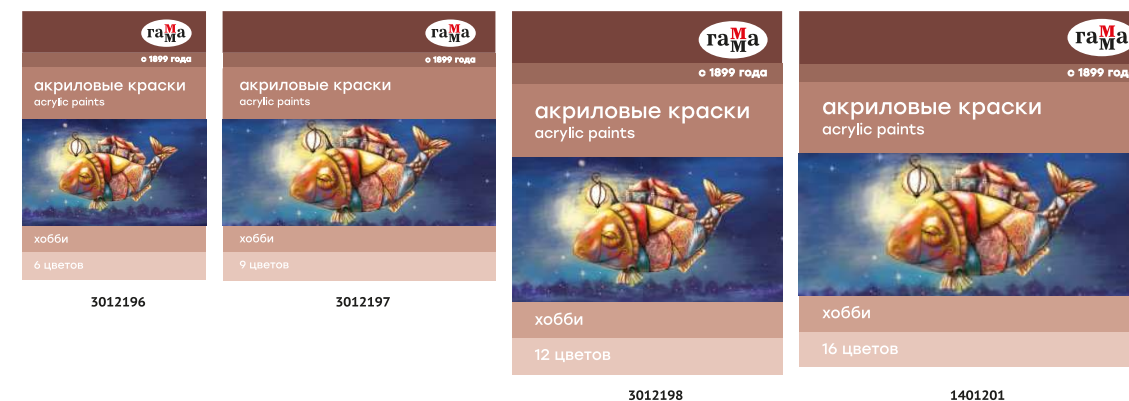 гамма
с 1899 года
акриловые краски
acrylic paints
хобби
6 цветов
3012196
гамма
с 1899 года
акриловые краски
acrylic paints
хобби
9 цветов
3012197
гамма
с 1899 года
акриловые краски
acrylic paints
хобби
12 цветов
3012198
гамма
с 1899 год
акриловые краски
acrylic paints
хобби
16 цветов
1401201